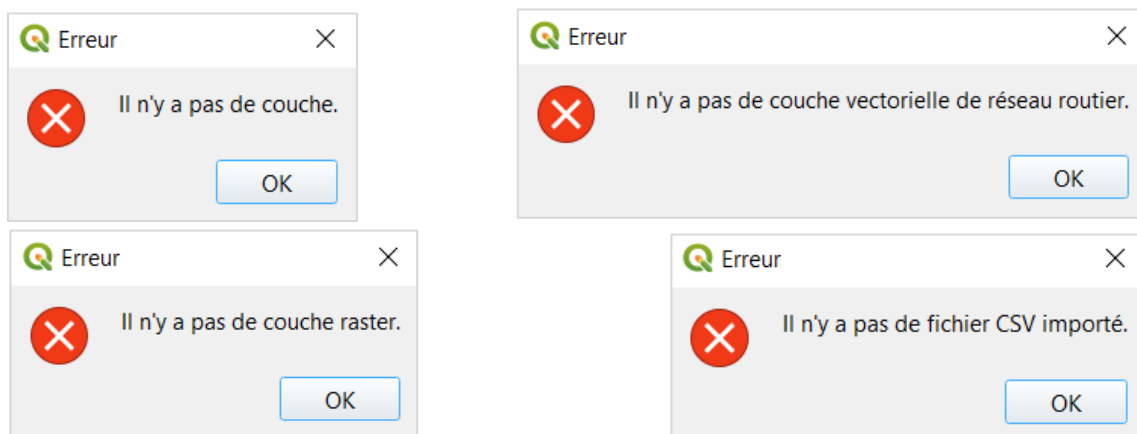 Erreur
Il n'y a pas de couche.
OK
Erreur
Il n'y a pas de couche vectorielle de réseau routier.
OK
Erreur
Il n'y a pas de couche raster.
OK
Erreur
Il n'y a pas de fichier CSV importé.
OK